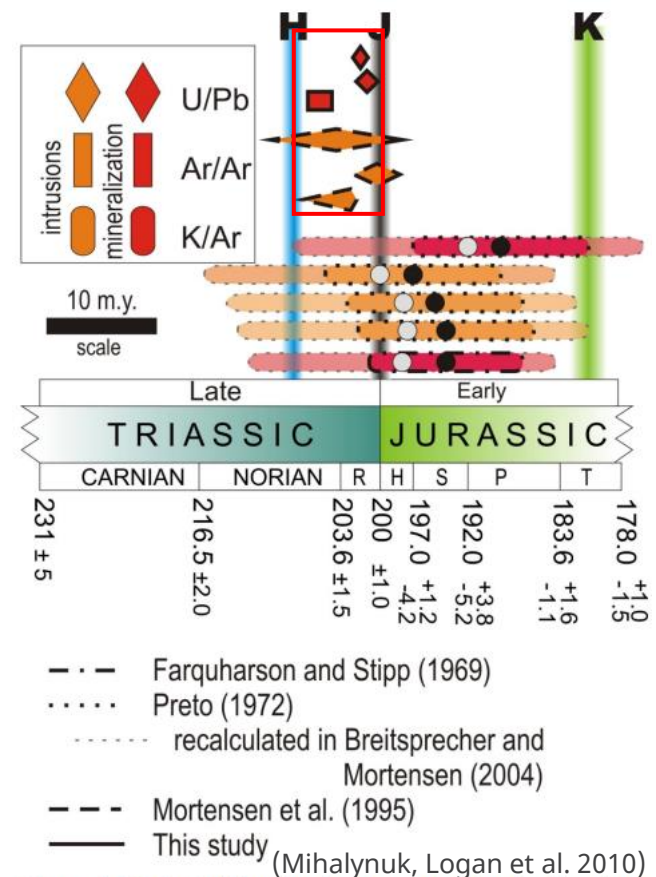 H J K
U/Pb
Ar/Ar
K/Ar
intrusions
mineralization
10 m.y.
scale
Late Early
TRIASSIC JURASSIC
CARNIAN NORIAN R H S P T
231 ± 5
216.5 ±2.0
203.6 ±1.5
200 ±1.0
197.0 +1.2 -4.2
192.0 +3.8 -5.2
183.6 +1.6 -1.1
178.0 +1.0 -1.5
Farquharson and Stipp (1969)
Preto (1972)
recalculated in Breitsprecher and
Mortensen (2004)
Mortensen et al. (1995)
This study
(Mihalynuk, Logan et al. 2010)